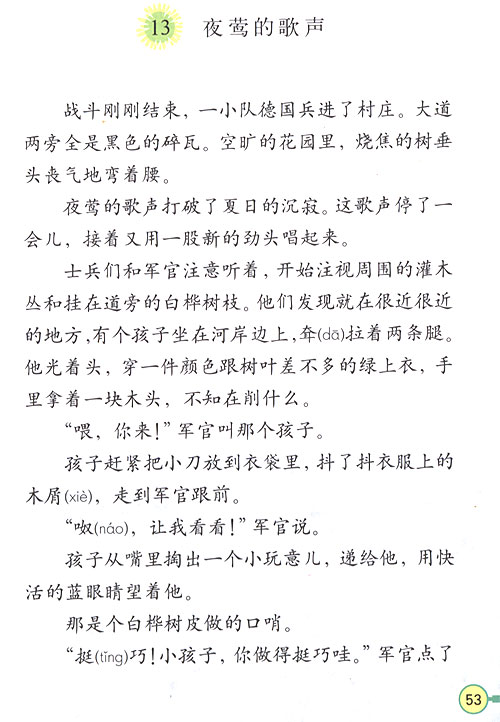 13 夜莺的歌声
战斗刚刚结束，一小队德国兵进了村庄。大道
两旁全是黑色的碎瓦。空旷的花园里，烧焦的树垂
头丧气地弯着腰。
夜莺的歌声打破了夏日的沉寂。这歌声停了一
会儿，接着又用一股新的劲头唱起来。
士兵们和军官注意听着，开始注视周围的灌木
丛和挂在道旁的白桦树枝。他们发现就在很近很近
的地方，有个孩子坐在河岸边上，耷(dā)拉着两条腿。
他光着头，穿一件颜色跟树叶差不多的绿上衣，手
里拿着一块木头，不知在削什么。
“喂，你来！”军官叫那个孩子。
孩子赶紧把小刀放到衣袋里，抖了抖衣服上的
木屑(xiè)，走到军官跟前。
“呶(náo)，让我看看！”军官说。
孩子从嘴里掏出一个小玩意儿，递给他，用快
活的蓝眼睛望着他。
那是个白桦树皮做的口哨。
“挺(tǐng)巧！小孩子，你做得挺巧哇。”军官点了
53